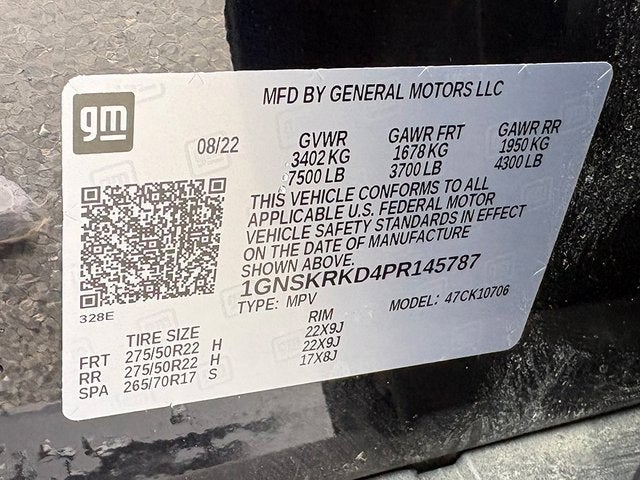 gm
MFD BY GENERAL MOTORS LLC
08/22
GVWR GAWR FRT GAWR RR
3402 KG 1678 KG 1950 KG
7500 LB 3700 LB 4300 LB
THIS VEHICLE CONFORMS TO ALL
APPLICABLE U.S. FEDERAL MOTOR
VEHICLE SAFETY STANDARDS IN EFFECT
ON THE DATE OF MANUFACTURE
SHOWN ABOVE.
1GNSKRKD4PR145787
TYPE: MPV MODEL: 47CK10706
328E
TIRE SIZE RIM
FRT 275/50R22 H 22X9J
RR 275/50R22 H 22X9J
SPA 265/70R17 S 17X8J